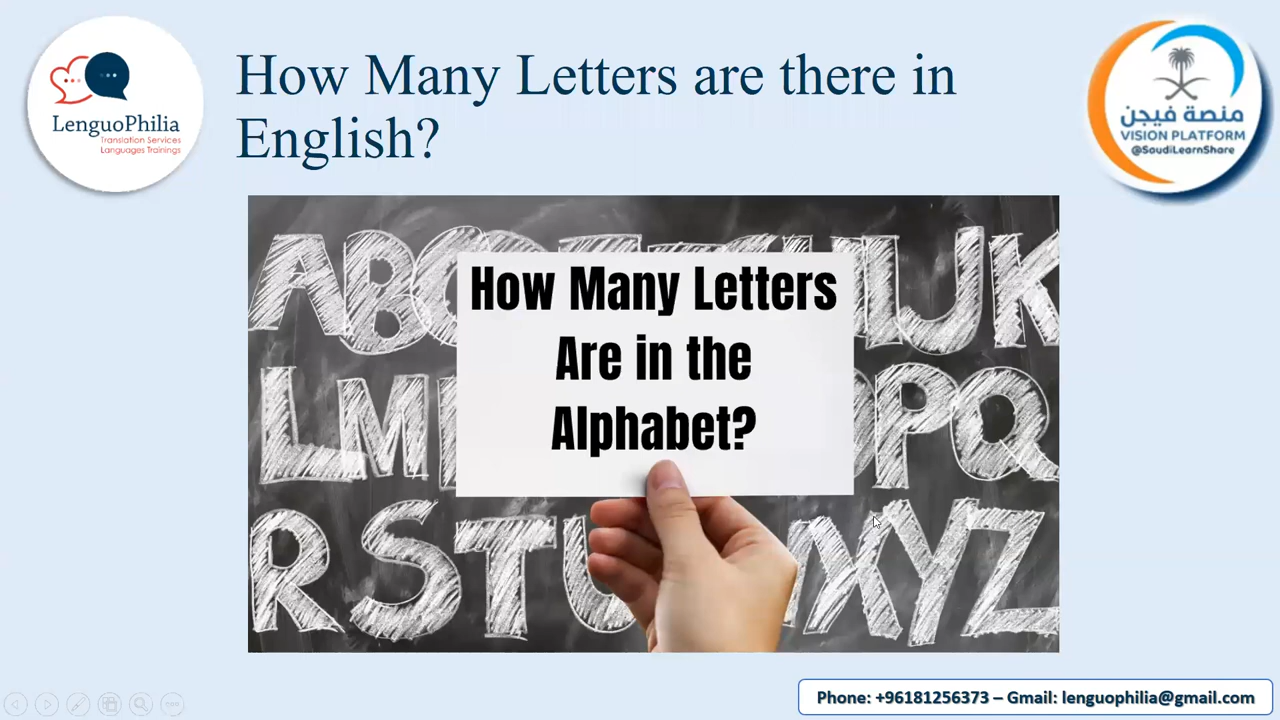 LenguoPhilia
Translation Services
Languages Trainings
How Many Letters are there in
English?
منصة فيجن
VISION PLATFORM
@SoudiLearnShare
How Many Letters
Are in the
Alphabet?
A B C I J K
L M P Q
R S T U X Y Z
Phone: +96181256373 – Gmail: lenguophilia@gmail.com